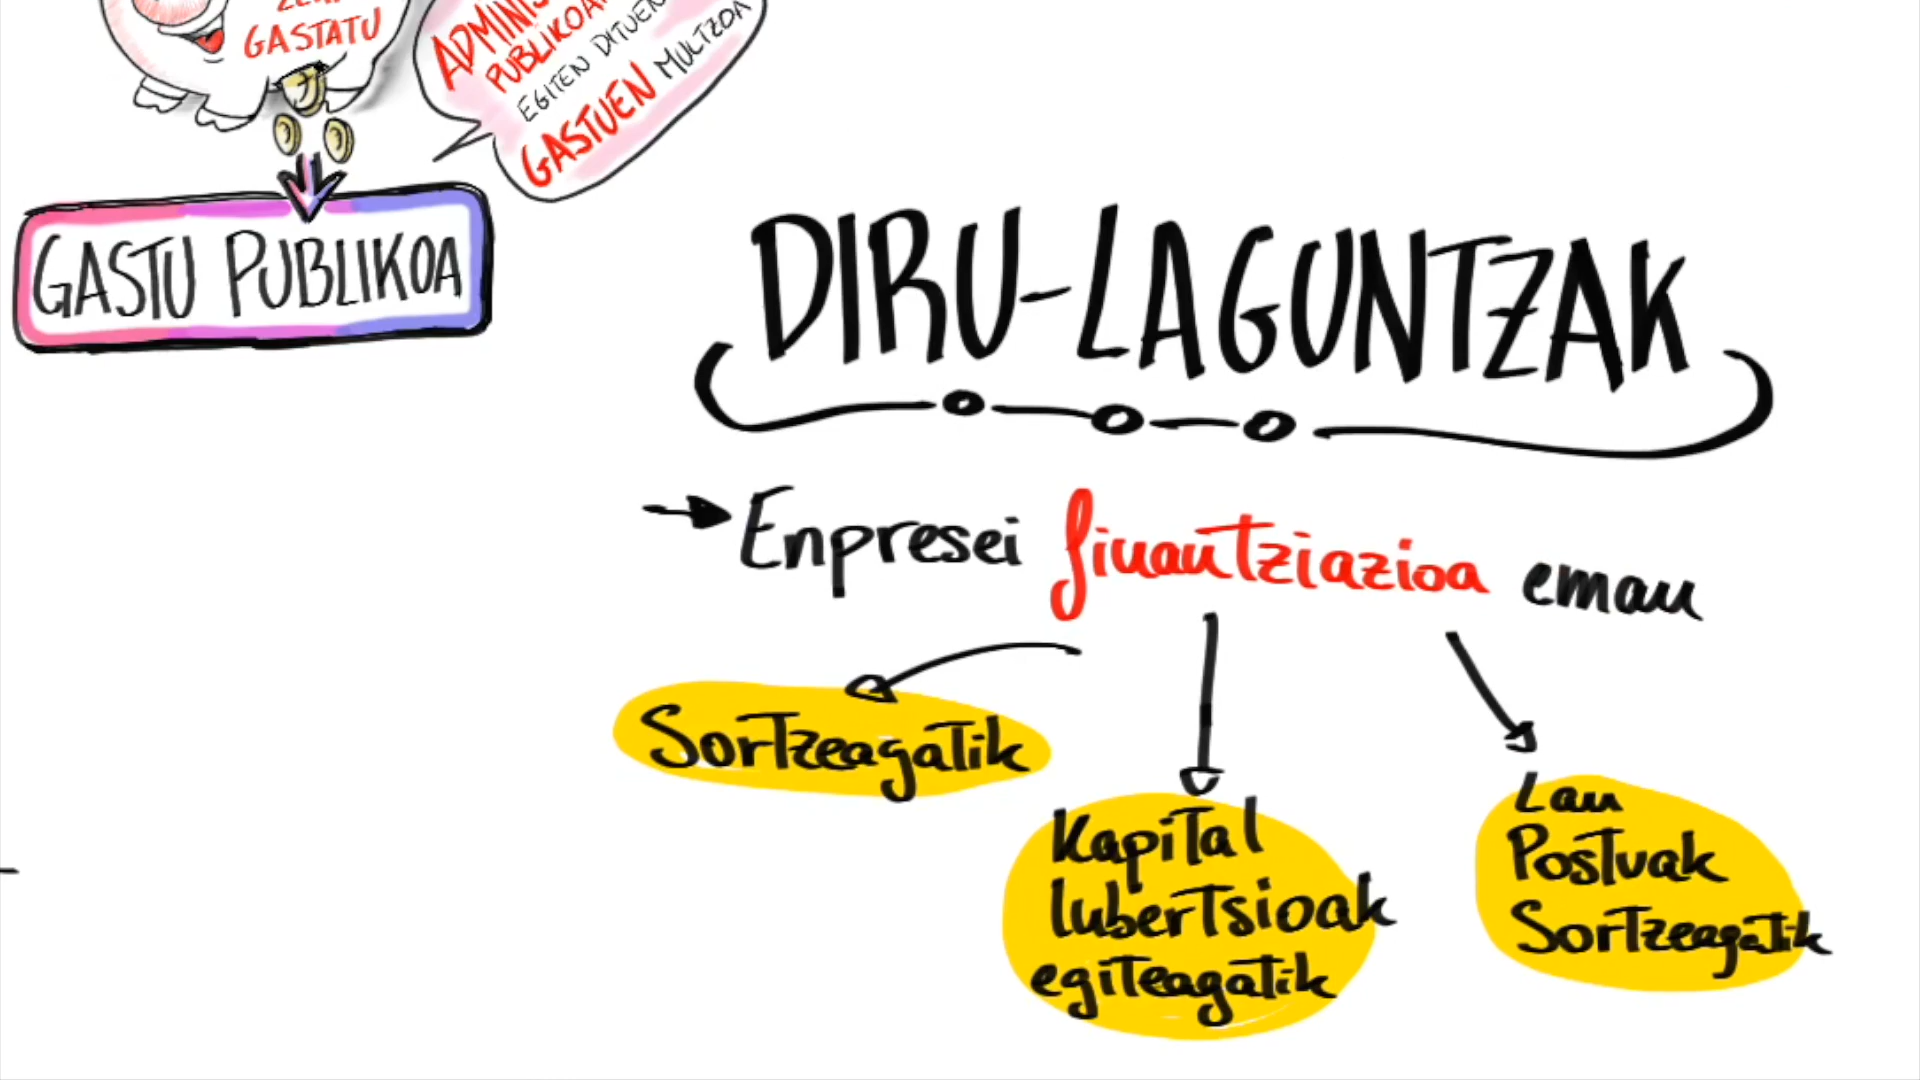 GASTATU
PUBLIKOA
EGITEN DITUEN
GASTUEN MULTZOA
GASTU PUBLIKOA
DIRU-LAGUNTZAK
Enpresei finantziazioa eman
Sortzeagatik
Kapital
Inbertsioak
egiteagatik
Lan
Postuak
Sortzeagatik